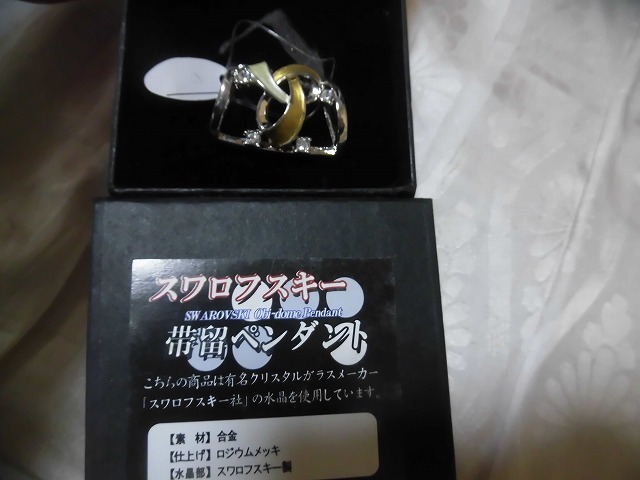 スワロフスキー
SWAROVSKI Obi-dome Pendant
帯留ペンダント
こちらの商品は有名クリスタルガラスメーカー
「スワロフスキー社」の水晶を使用しています。
【素 材】合金
【仕上げ】ロジウムメッキ
【水晶部】スワロフスキー製